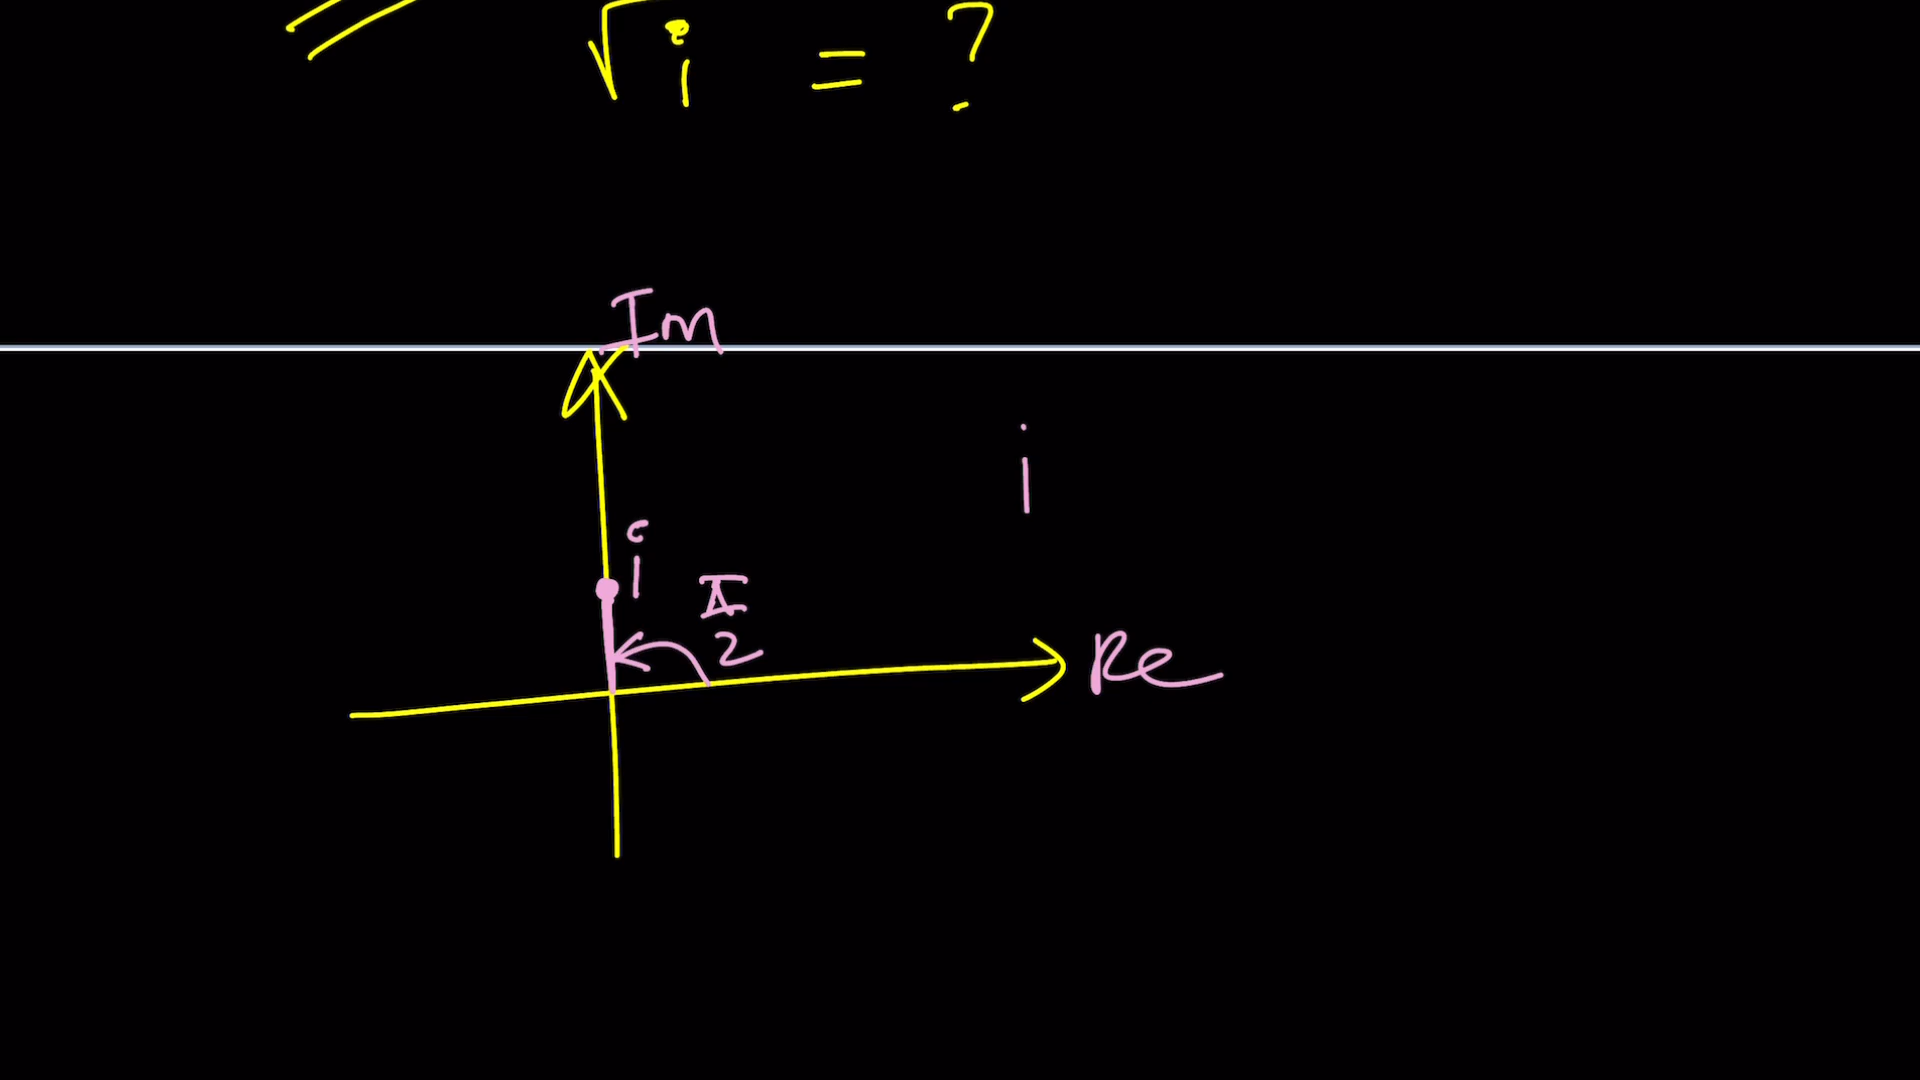 √i = ?
Im
i
i
π/2
Re